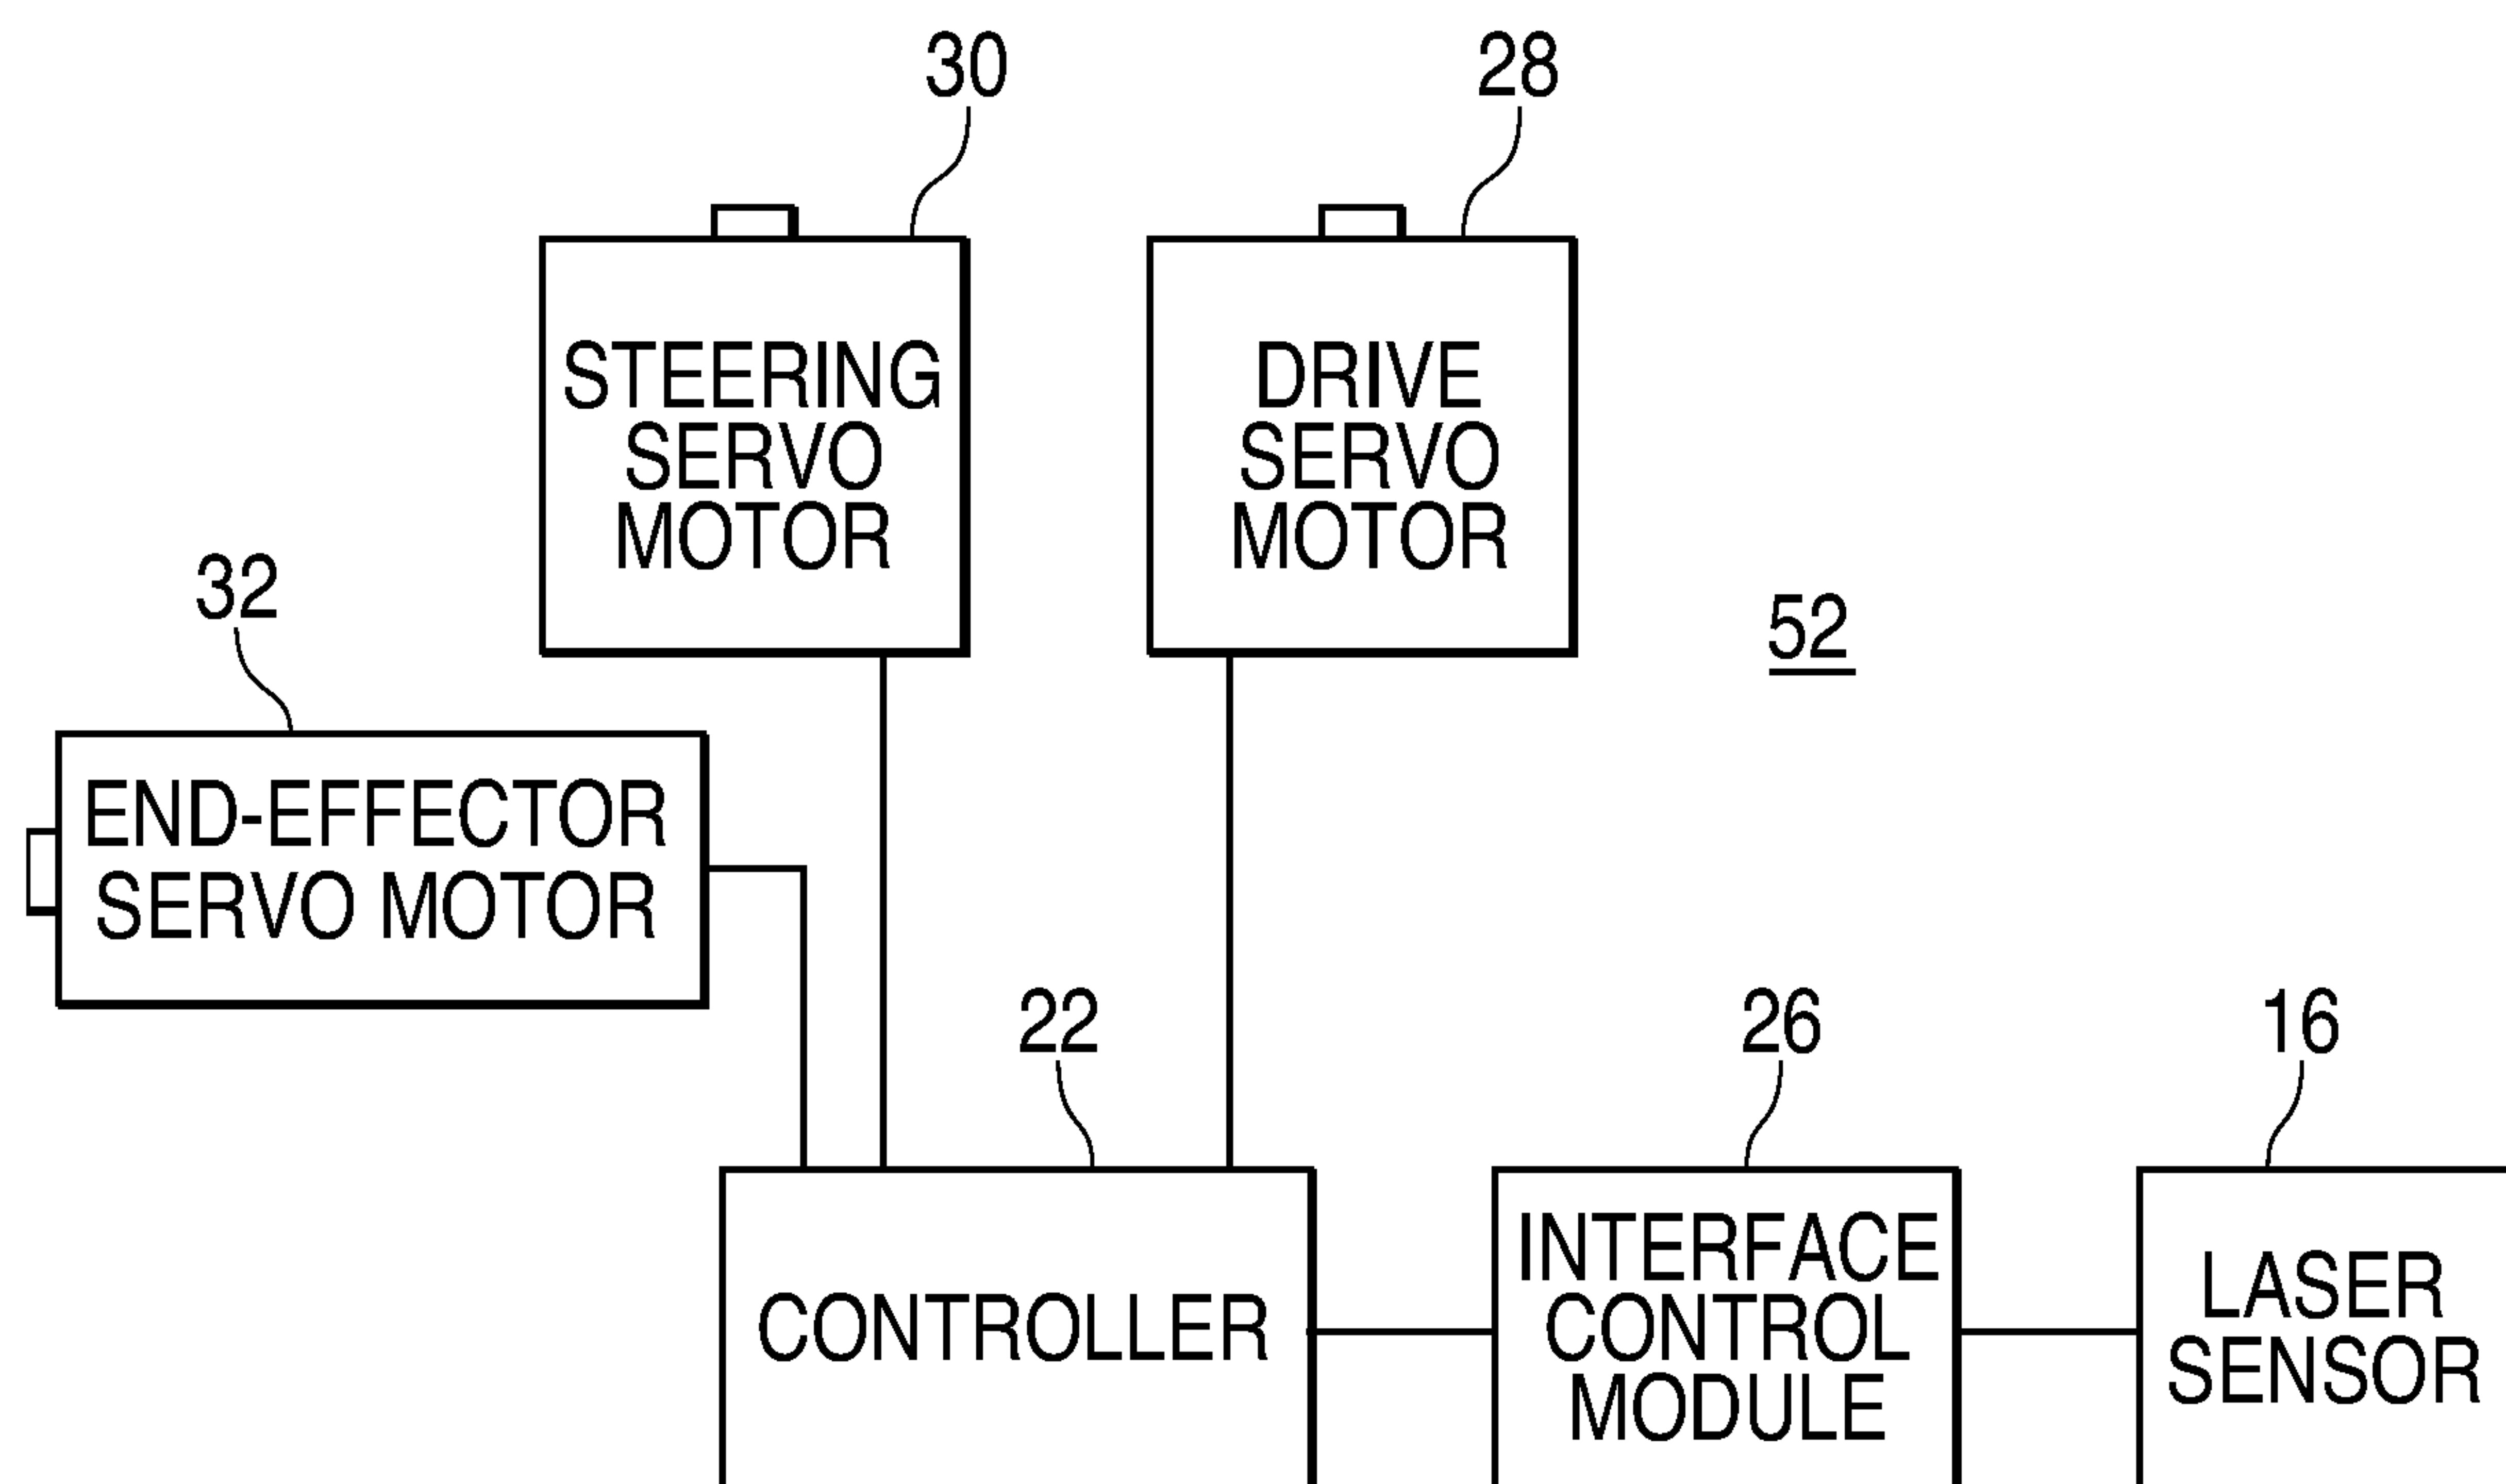 30
28
STEERING
SERVO
MOTOR
DRIVE
SERVO
MOTOR
52
32
END-EFFECTOR
SERVO MOTOR
22
26
16
CONTROLLER
INTERFACE
CONTROL
MODULE
LASER
SENSOR